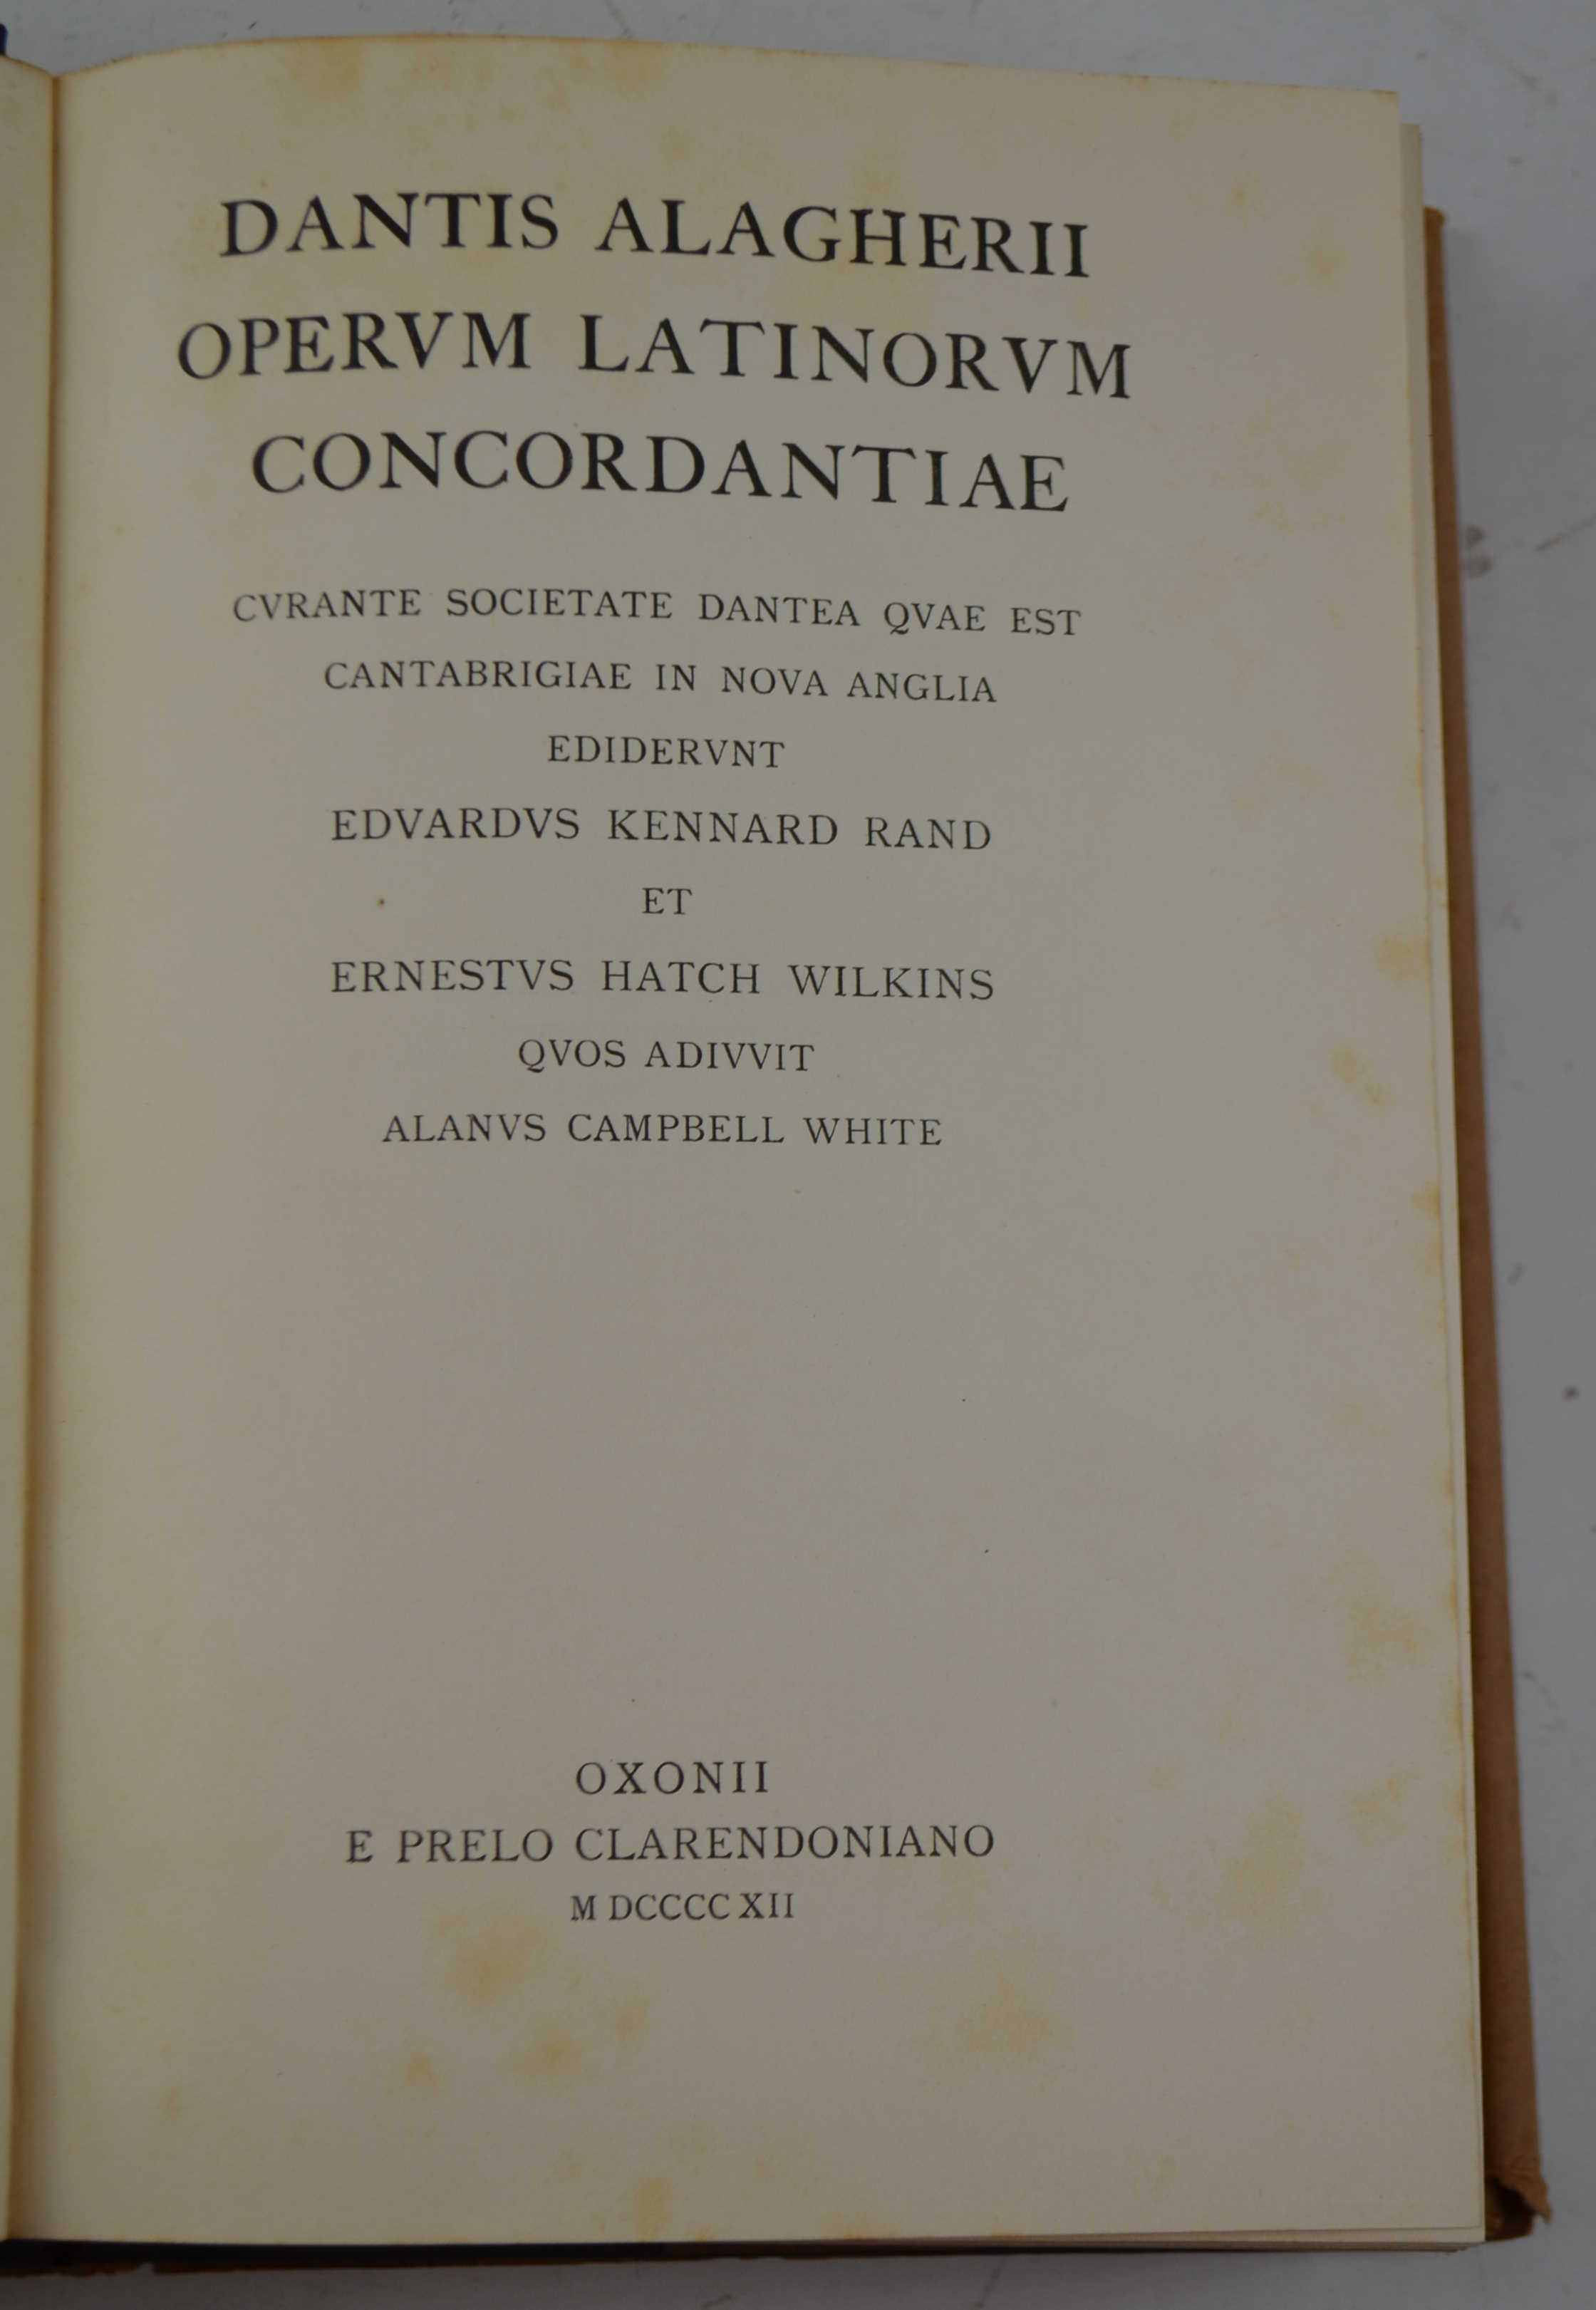 DANTIS ALAGHERII
OPERVM LATINORVM
CONCORDANTIAE
CVRANTE SOCIETATE DANTEA QVAE EST
CANTABRIGIAE IN NOVA ANGLIA
EDIDERVNT
EDVARDVS KENNARD RAND
ET
ERNESTVS HATCH WILKINS
QVOS ADIVVIT
ALANVS CAMPBELL WHITE
OXONII
E PRELO CLARENDONIANO
M DCCCC XII